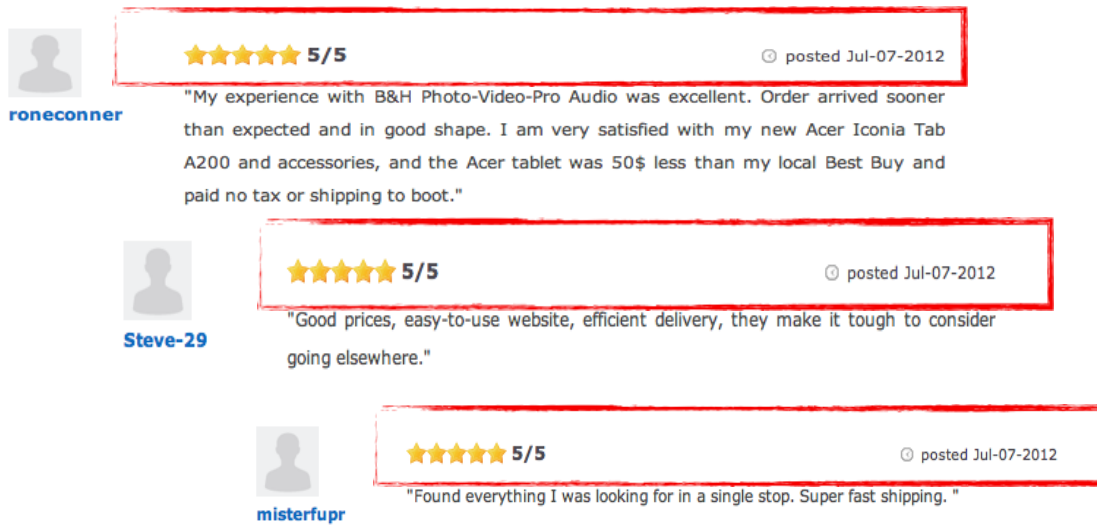 5/5 posted Jul-07-2012
roneconner
"My experience with B&H Photo-Video-Pro Audio was excellent. Order arrived sooner
than expected and in good shape. I am very satisfied with my new Acer Iconia Tab
A200 and accessories, and the Acer tablet was 50$ less than my local Best Buy and
paid no tax or shipping to boot."
5/5 posted Jul-07-2012
Steve-29
"Good prices, easy-to-use website, efficient delivery, they make it tough to consider
going elsewhere."
5/5 posted Jul-07-2012
misterfupr
"Found everything I was looking for in a single stop. Super fast shipping. "